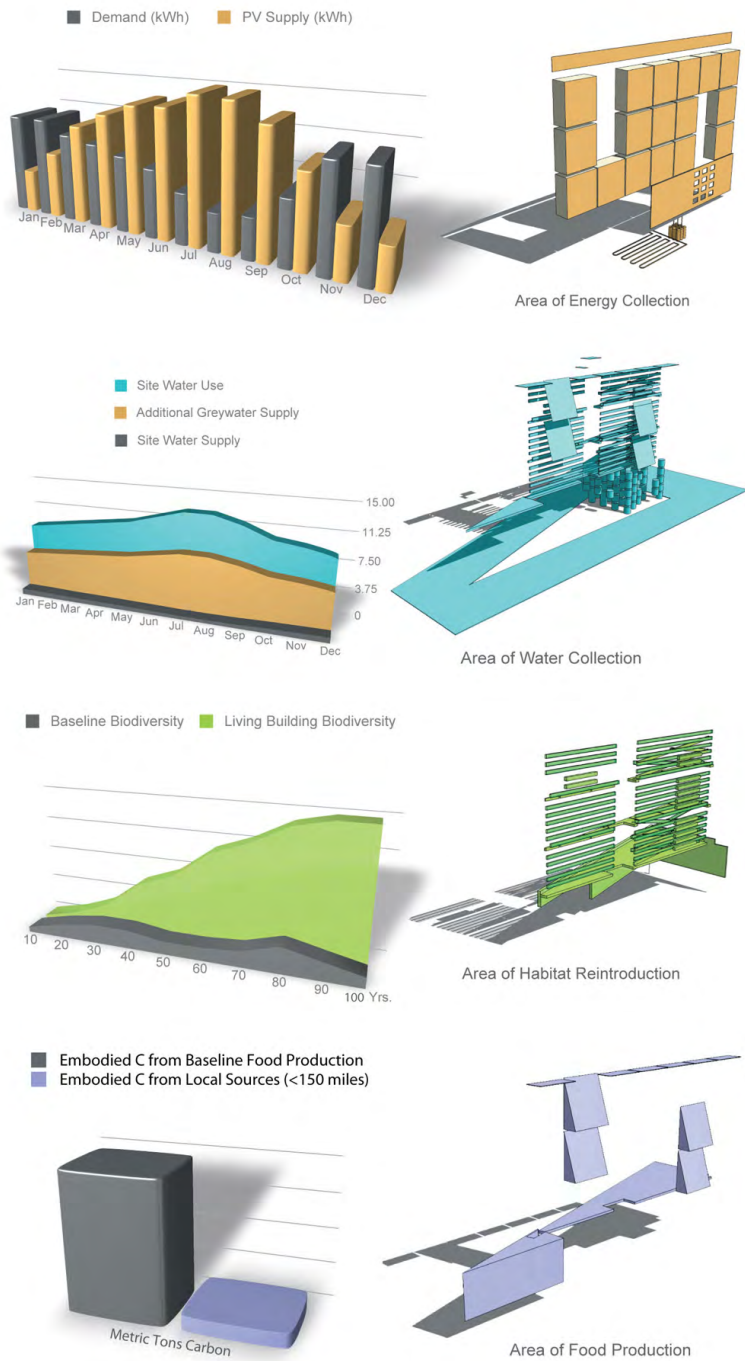 Demand (kWh)
PV Supply (kWh)
Jan
Feb
Mar
Apr
May
Jun
Jul
Aug
Sep
Oct
Nov
Dec
Area of Energy Collection
Site Water Use
Additional Greywater Supply
Site Water Supply
15.00
11.25
7.50
3.75
0
Jan
Feb
Mar
Apr
May
Jun
Jul
Aug
Sep
Oct
Nov
Dec
Area of Water Collection
Baseline Biodiversity
Living Building Biodiversity
10
20
30
40
50
60
70
80
90
100 Yrs.
Area of Habitat Reintroduction
Embodied C from Baseline Food Production
Embodied C from Local Sources (<150 miles)
Metric Tons Carbon
Area of Food Production